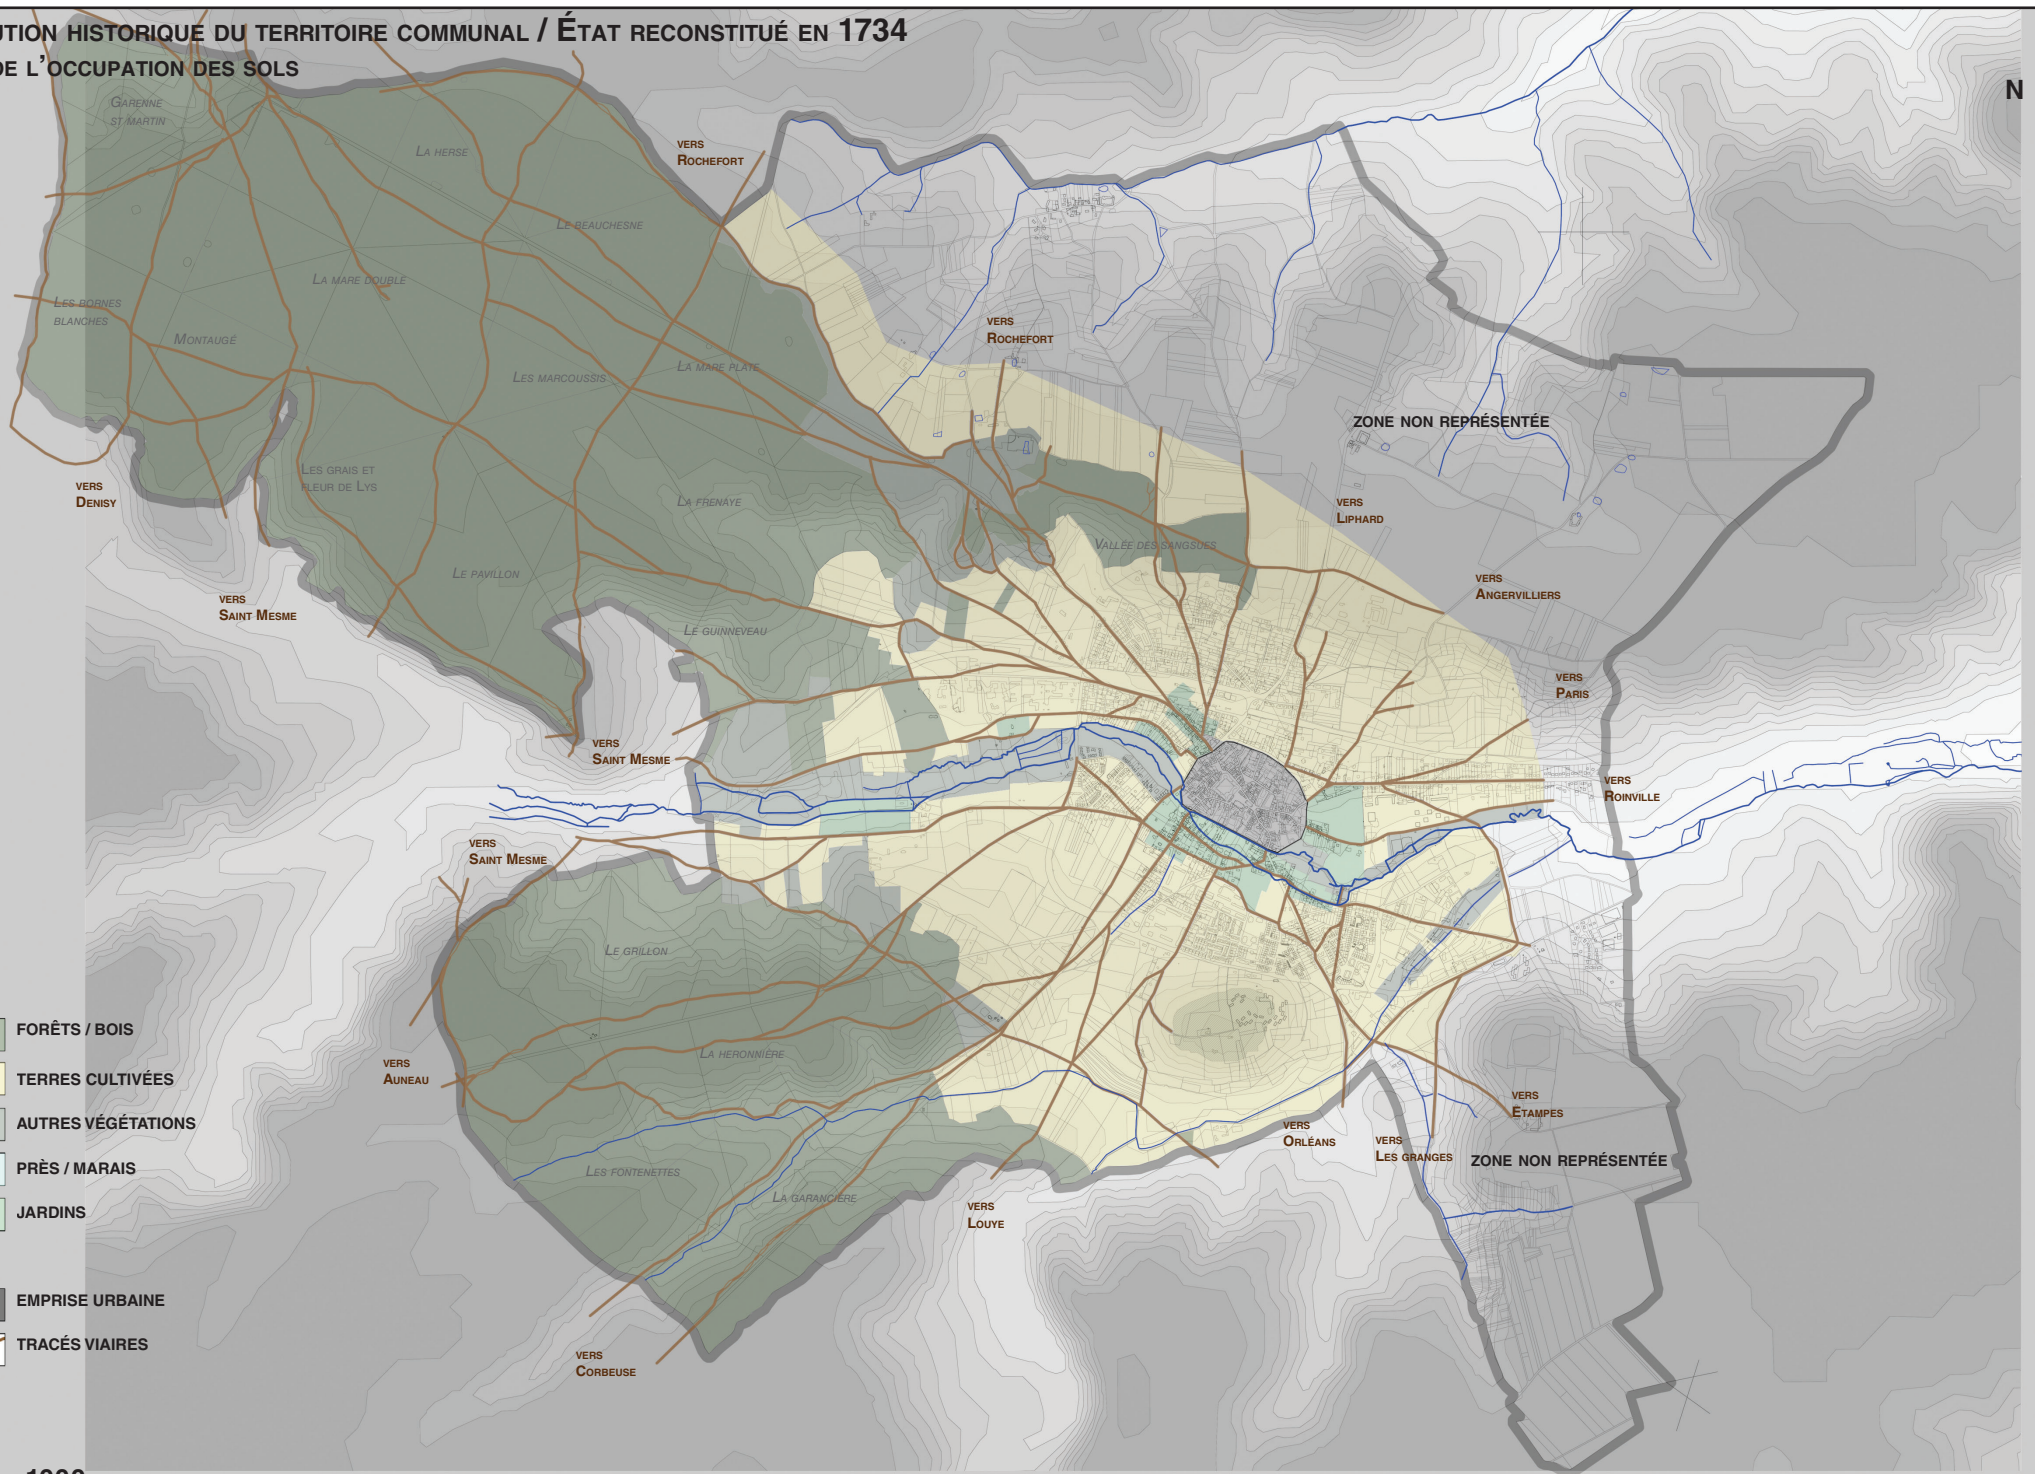 UTION HISTORIQUE DU TERRITOIRE COMMUNAL / ÉTAT RECONSTITUÉ EN 1734
DE L'OCCUPATION DES SOLS
N
GARENNE
ST MARTIN
LA HERSE
VERS
ROCHEFORT
LE BEAUCHESNE
LA MARE DOUBLE
LES BORNES
BLANCHES
MONTAUGÉ
VERS
ROCHEFORT
LA MARE PLATE
LES MARCOUSSIS
ZONE NON REPRÉSENTÉE
LES GRAIS ET
FLEUR DE LYS
VERS
DENISY
LA FRENAYE
VERS
LIPHARD
VALLÉE DES SANGSUES
LE PAVILLON
VERS
ANGERVILLIERS
VERS
SAINT MESME
LE GUINNEVEAU
VERS
PARIS
VERS
SAINT MESME
VERS
ROINVILLE
VERS
SAINT MESME
LE GRILLON
FORÊTS / BOIS
LA HERONNIÈRE
VERS
AUNEAU
TERRES CULTIVÉES
VERS
ETAMPES
AUTRES VÉGÉTATIONS
VERS
ORLÉANS
VERS
LES GRANGES
ZONE NON REPRÉSENTÉE
PRÈS / MARAIS
LES FONTENETTES
LA GARANCIÈRE
JARDINS
VERS
LOUYE
EMPRISE URBAINE
TRACÉS VIAIRES
VERS
CORBEUSE